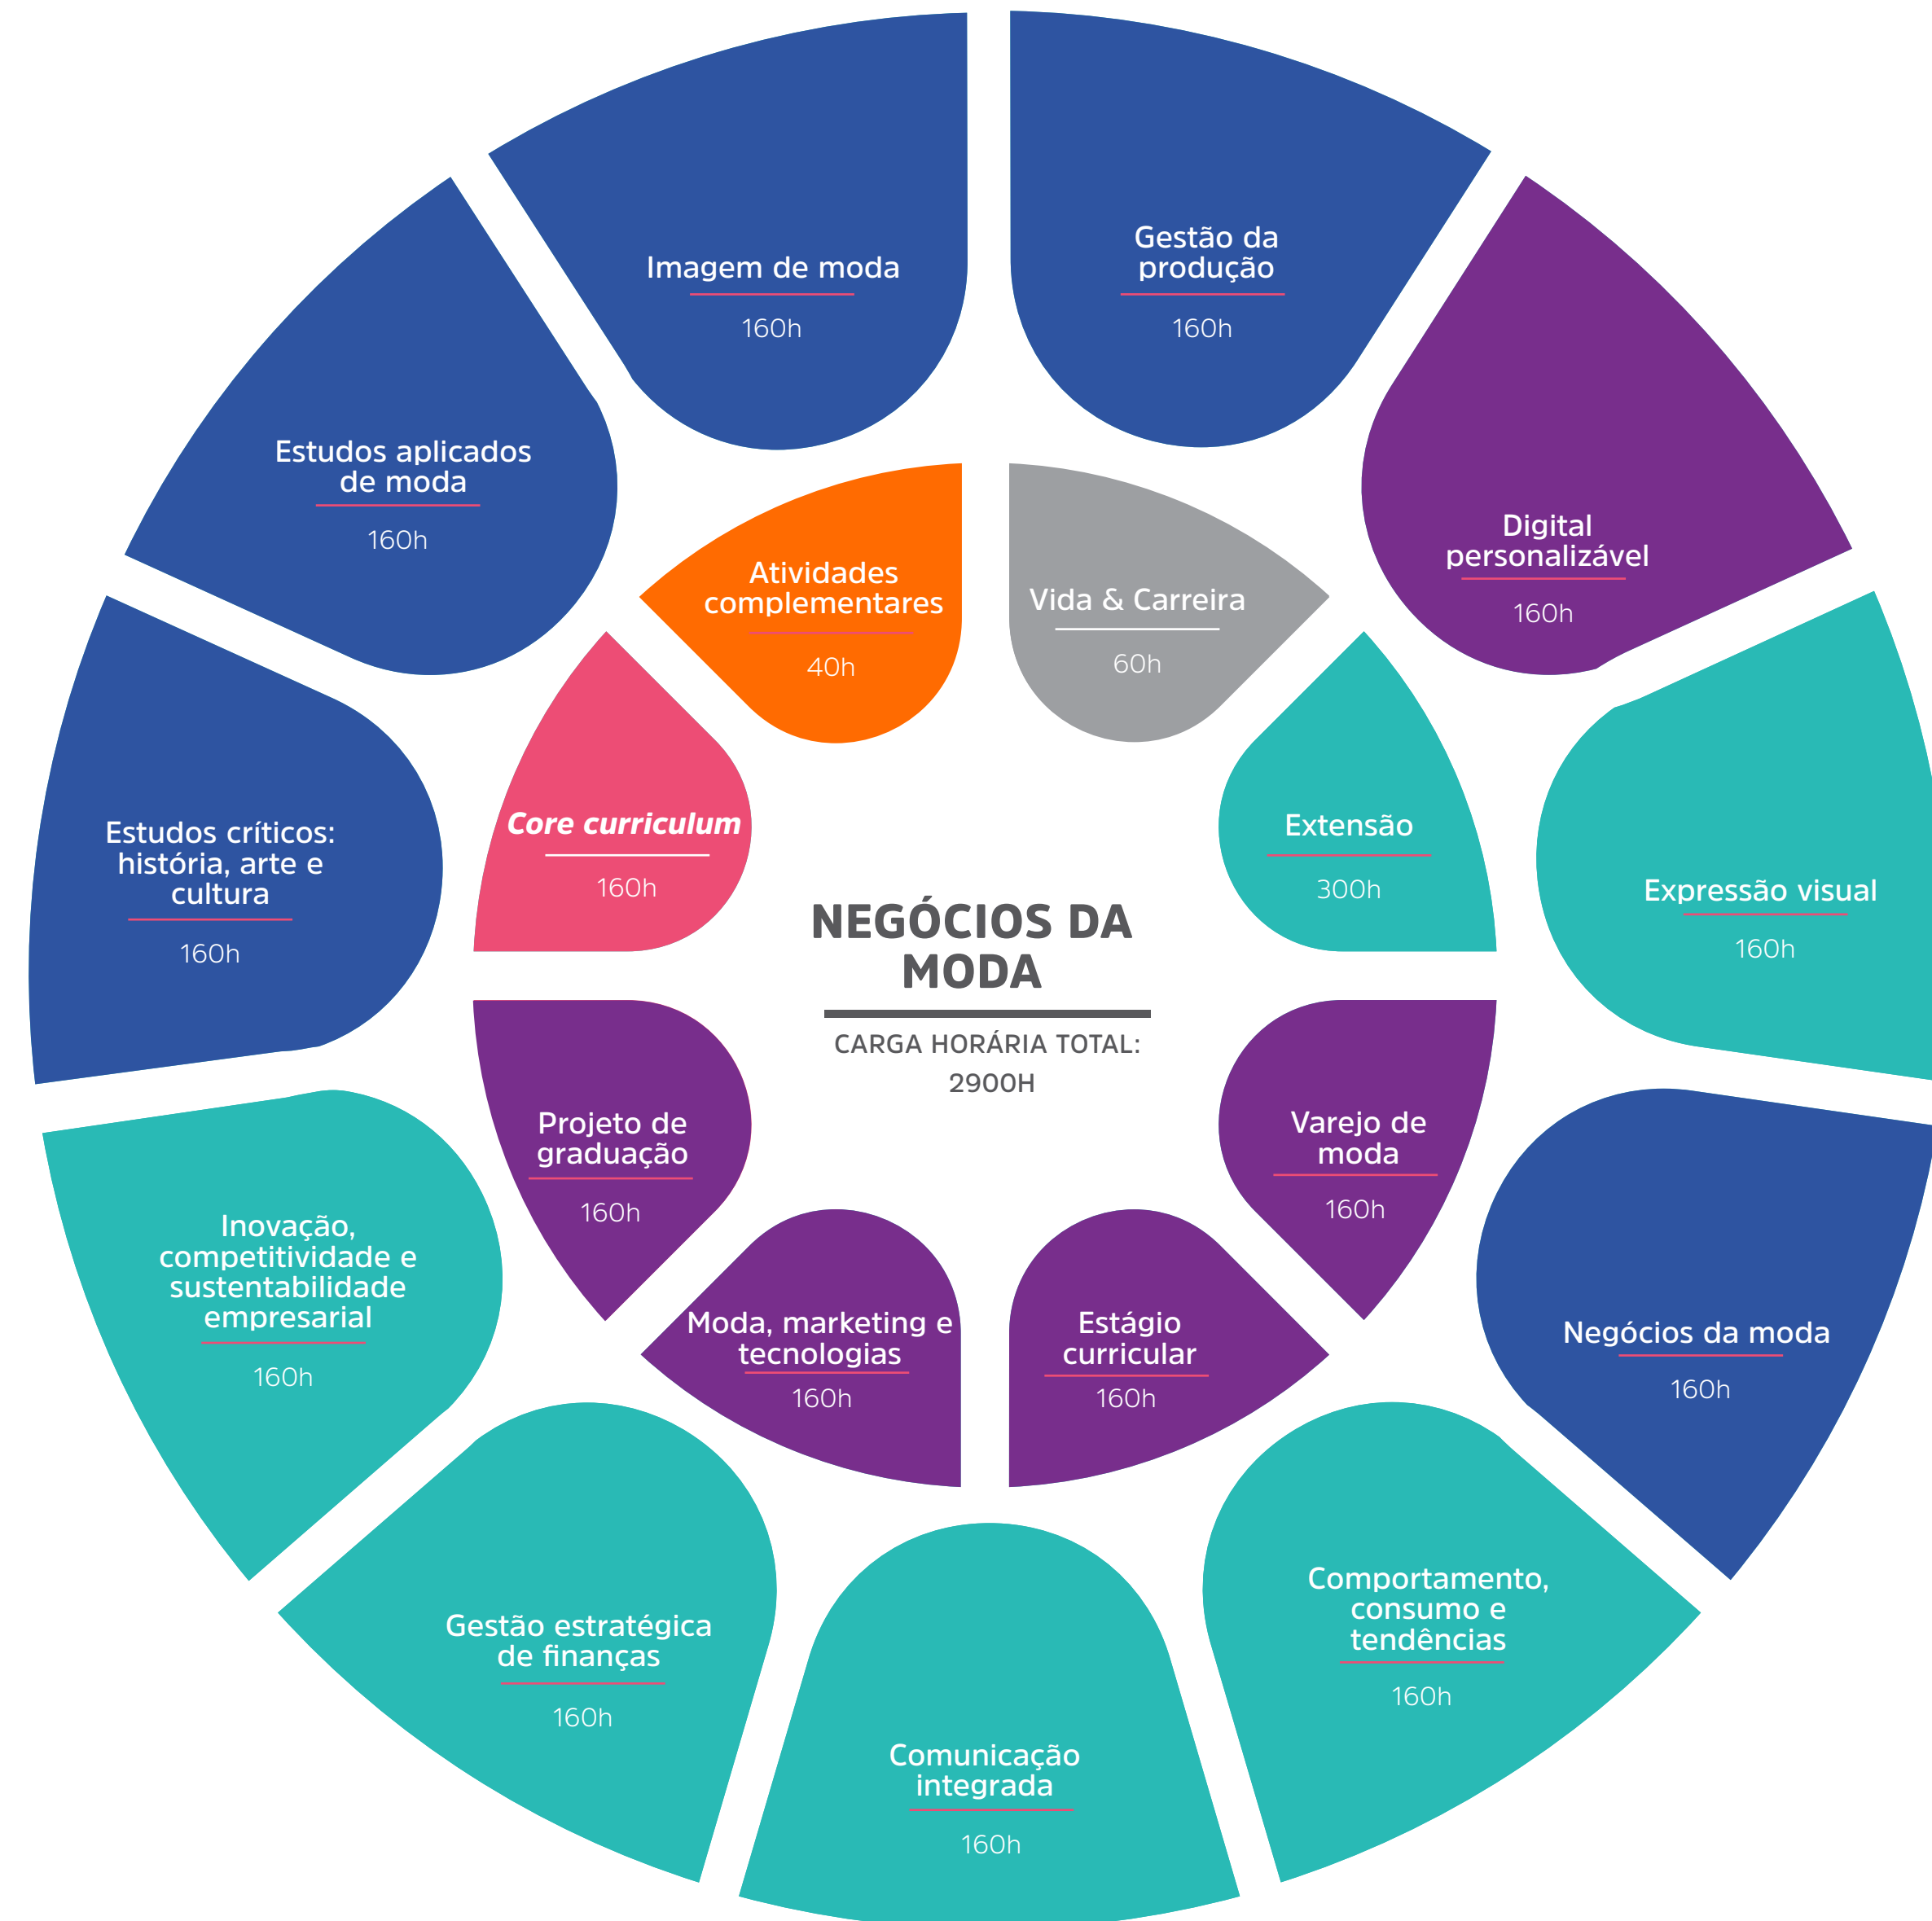 Imagem de moda
160h
Gestão da
produção
160h
Digital
personalizável
160h
Expressão visual
160h
Negócios da moda
160h
Comportamento,
consumo e
tendências
160h
Comunicação
integrada
160h
Gestão estratégica
de finanças
160h
Inovação,
competitividade e
sustentabilidade
empresarial
160h
Estudos críticos:
história, arte e
cultura
160h
Estudos aplicados
de moda
160h
Atividades
complementares
40h
Vida & Carreira
60h
Extensão
300h
Varejo de
moda
160h
Estágio
curricular
160h
Moda, marketing e
tecnologias
160h
Projeto de
graduação
160h
Core curriculum
160h
NEGÓCIOS DA
MODA
CARGA HORÁRIA TOTAL:
2900H